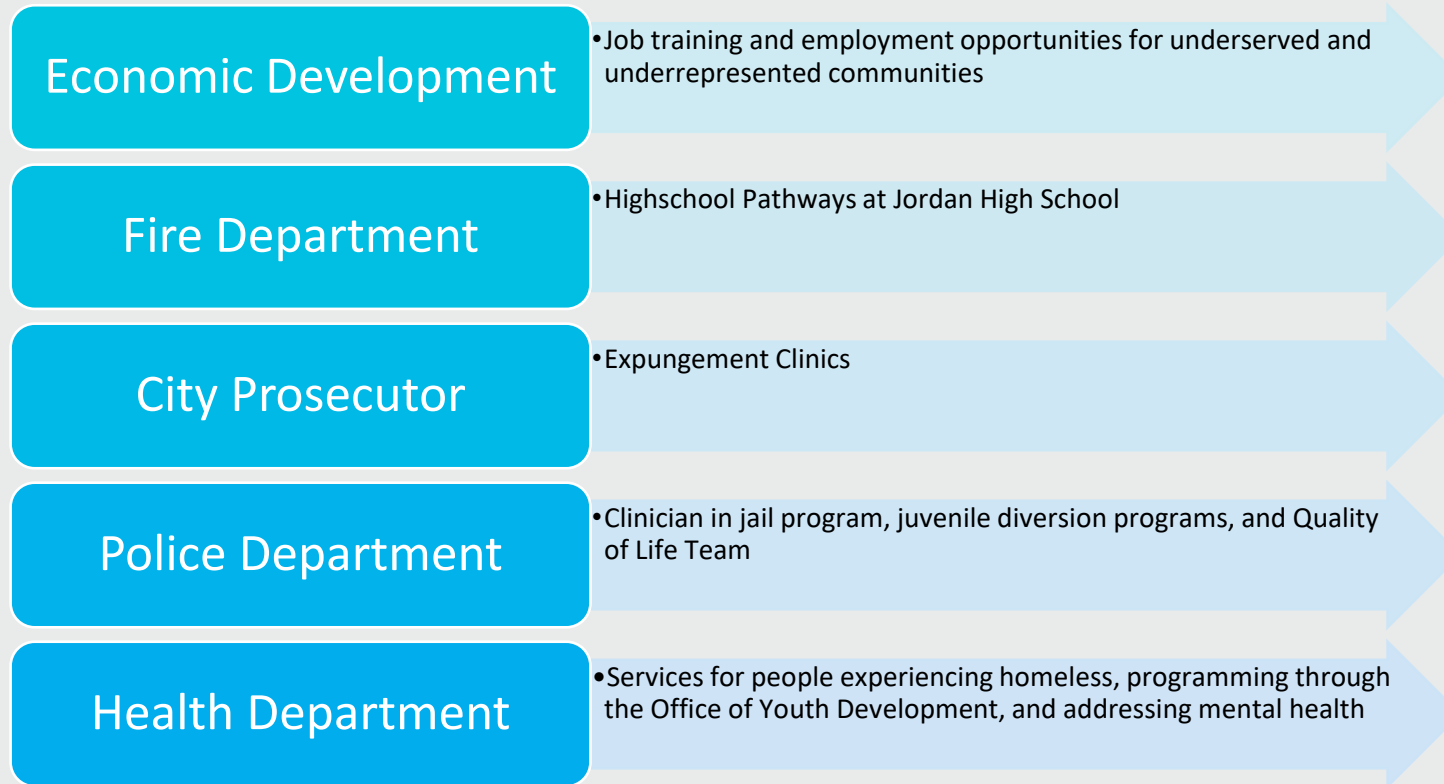 Economic Development
•Job training and employment opportunities for underserved and
underrepresented communities
Fire Department
•Highschool Pathways at Jordan High School
City Prosecutor
•Expungement Clinics
Police Department
•Clinician in jail program, juvenile diversion programs, and Quality
of Life Team
Health Department
•Services for people experiencing homeless, programming through
the Office of Youth Development, and addressing mental health